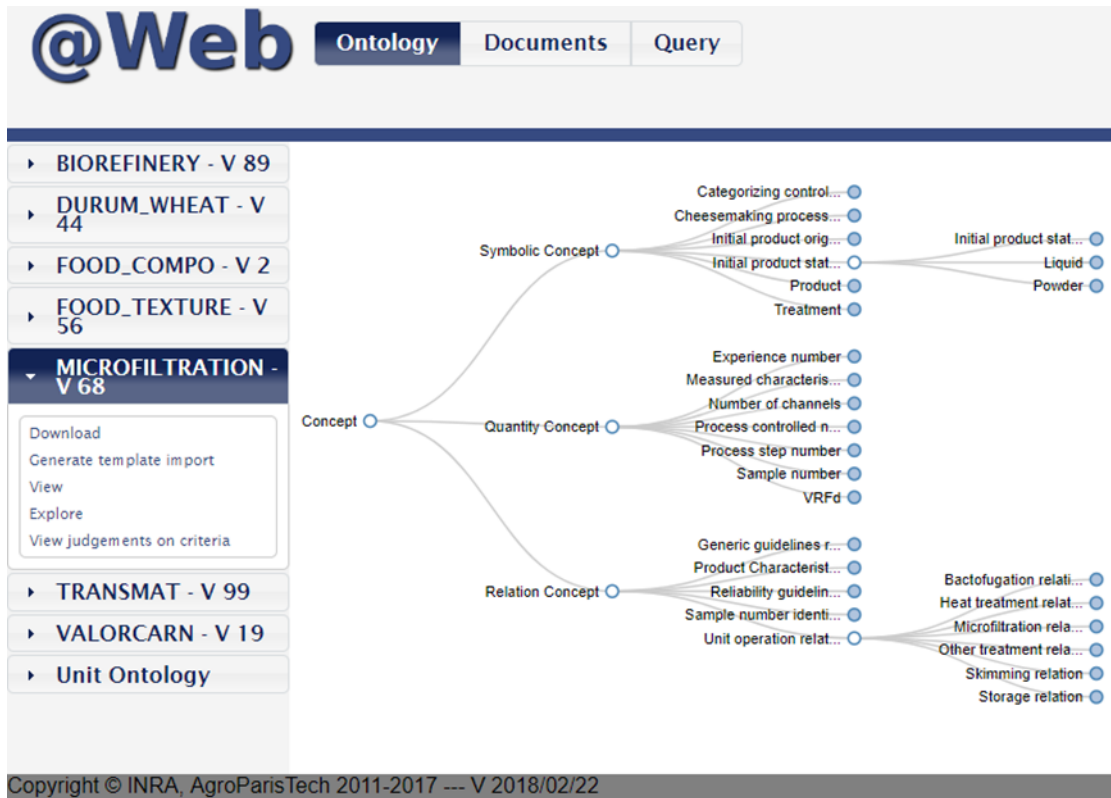 @Web
Ontology
Documents
Query
BIOREFINERY - V 89
DURUM_WHEAT - V
44
FOOD_COMPO - V 2
FOOD_TEXTURE - V
56
MICROFILTRATION -
V 68
Download
Generate template import
View
Explore
View judgements on criteria
TRANSMAT - V 99
VALORCARN - V 19
Unit Ontology
Concept
Symbolic Concept
Categorizing control...
Cheesemaking process...
Initial product orig...
Initial product stat...
Product
Treatment
Initial product stat...
Liquid
Powder
Quantity Concept
Experience number
Measured characteris...
Number of channels
Process controlled n...
Process step number
Sample number
VRFd
Relation Concept
Generic guidelines r...
Product Characterist...
Reliability guidelin...
Sample number identi...
Unit operation relat...
Bactofugation relati...
Heat treatment relat...
Microfiltration rela...
Other treatment rela...
Skimming relation
Storage relation
Copyright © INRA, AgroParisTech 2011-2017 --- V 2018/02/22